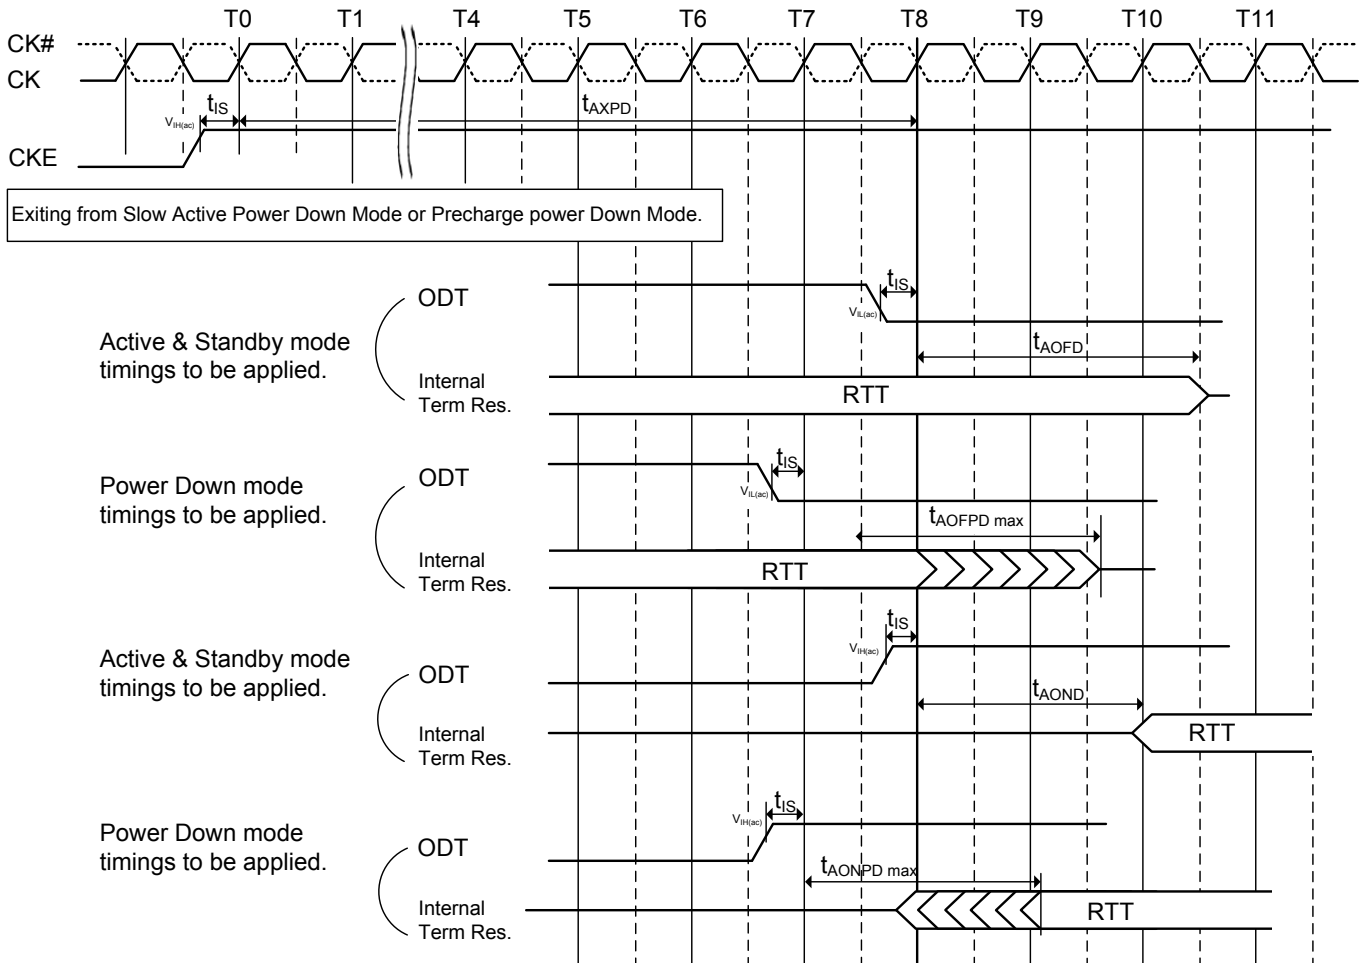 T0 T1 T4 T5 T6 T7 T8 T9 T10 T11
CK#
CK
tIS tAXPD
VIH(ac)
CKE
Exiting from Slow Active Power Down Mode or Precharge power Down Mode.
tIS
ODT
VIL(ac)
Active & Standby mode
timings to be applied.
tAOFD
Internal
Term Res.
RTT
tIS
ODT
VIL(ac)
Power Down mode
timings to be applied.
tAOFPD max
Internal
Term Res.
RTT
tIS
VIH(ac)
Active & Standby mode
timings to be applied.
ODT
tAOND
Internal
Term Res.
RTT
tIS
VIH(ac)
Power Down mode
timings to be applied.
ODT
tAONPD max
Internal
Term Res.
RTT